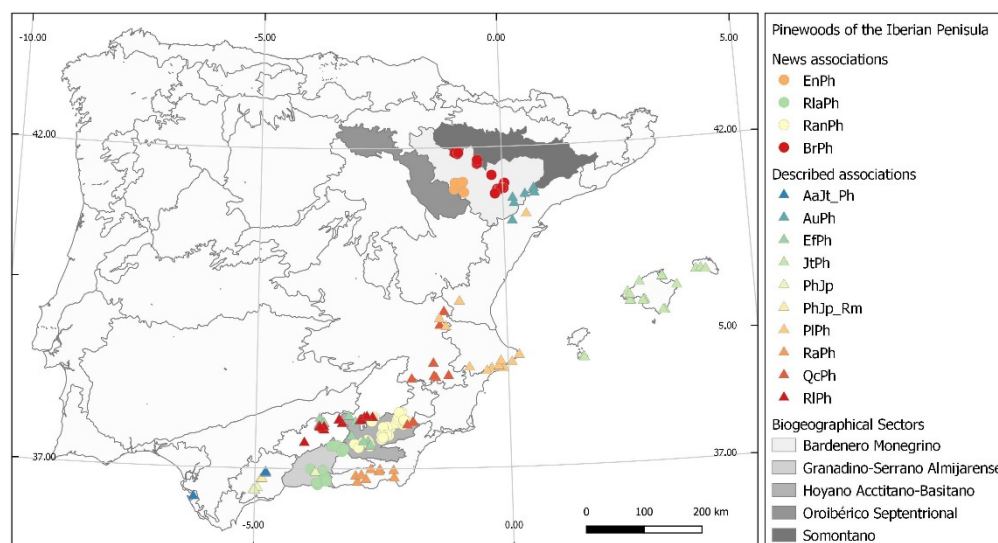 -10.00
-5.00
0.00
5.00
42.00
42.00
5.00
37.00
37.00
-5.00
0.00
0 100 200 km
Pinewoods of the Iberian Peninsula
News associations
EnPh
RlaPh
RanPh
BrPh
Described associations
AaJt_Ph
AuPh
EfPh
JtPh
PhJp
PhJp_Rm
PlPh
RaPh
QcPh
RlPh
Biogeographical Sectors
Bardenero Monegrino
Granadino-Serrano Almijarense
Hoyano Acctitano-Basitano
Oroibérico Septentrional
Somontano